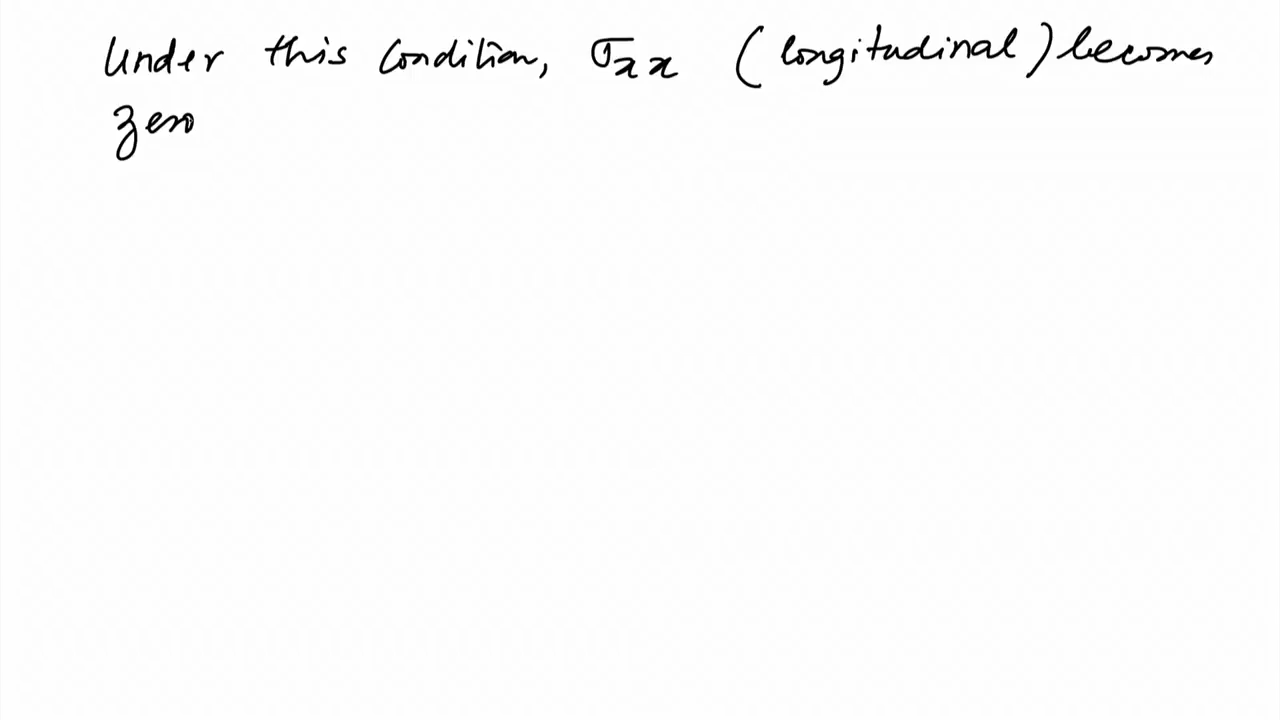 Under this condition, σxx (longitudinal) becomes
zero